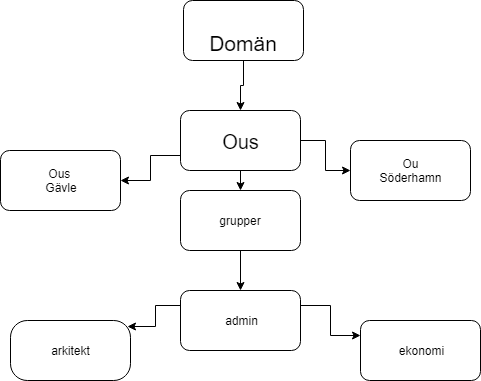 Domän
Ous
Ous
Gävle
Ou
Söderhamn
grupper
admin
arkitekt
ekonomi